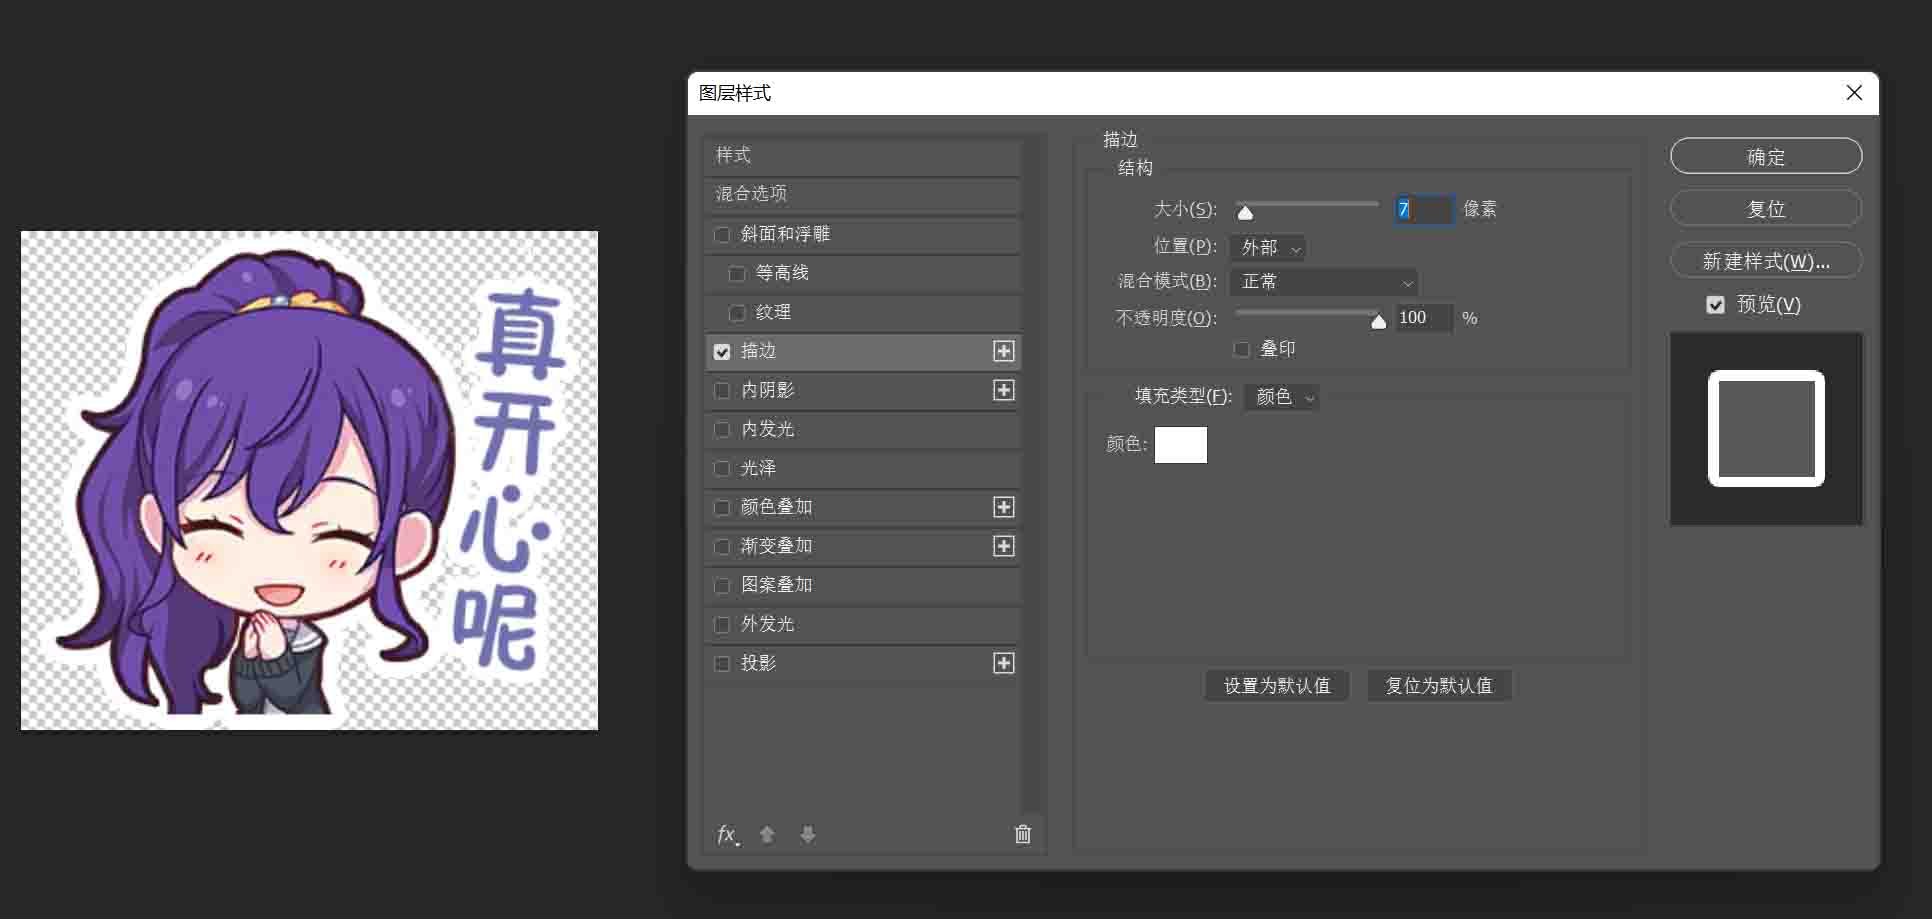 真开心呢
图层样式
样式
混合选项
斜面和浮雕
等高线
纹理
描边
内阴影
内发光
光泽
颜色叠加
渐变叠加
图案叠加
外发光
投影
fx
描边
结构
大小(S): 7 像素
位置(P): 外部
混合模式(B): 正常
不透明度(O): 100 %
叠印
填充类型(F): 颜色
颜色:
设置为默认值 复位为默认值
确定
复位
新建样式(W)...
预览(V)